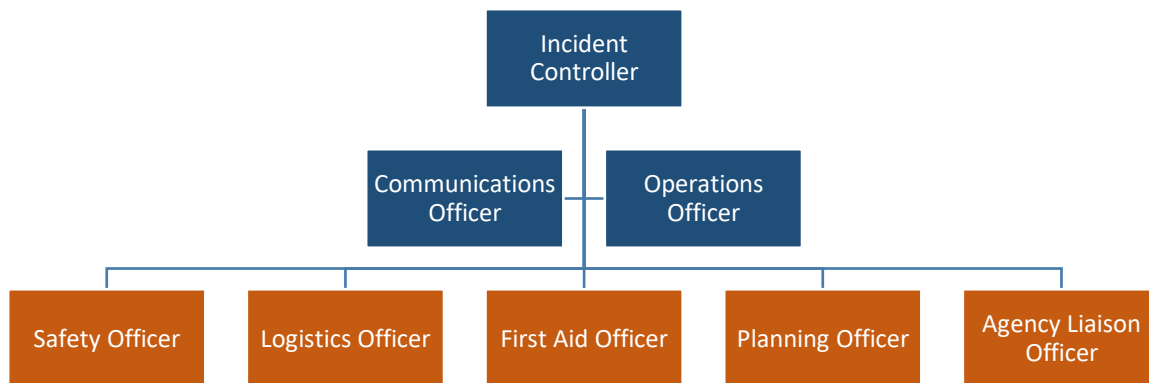 Incident
Controller
Communications
Officer
Operations
Officer
Safety Officer
Logistics Officer
First Aid Officer
Planning Officer
Agency Liaison
Officer